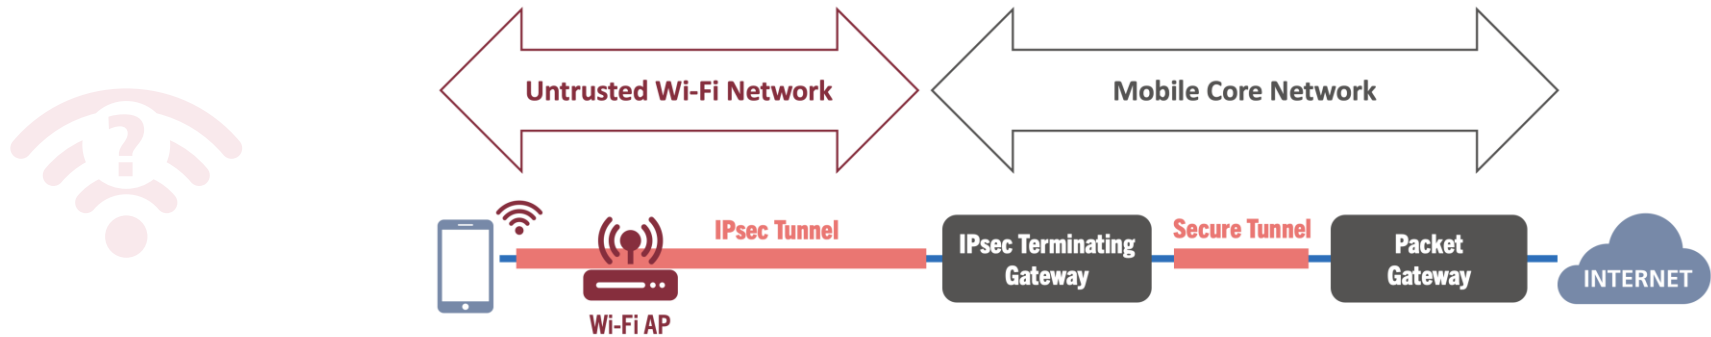 Untrusted Wi-Fi Network
Mobile Core Network
?
IPsec Tunnel
IPsec Terminating
Gateway
Secure Tunnel
Packet
Gateway
INTERNET
Wi-Fi AP